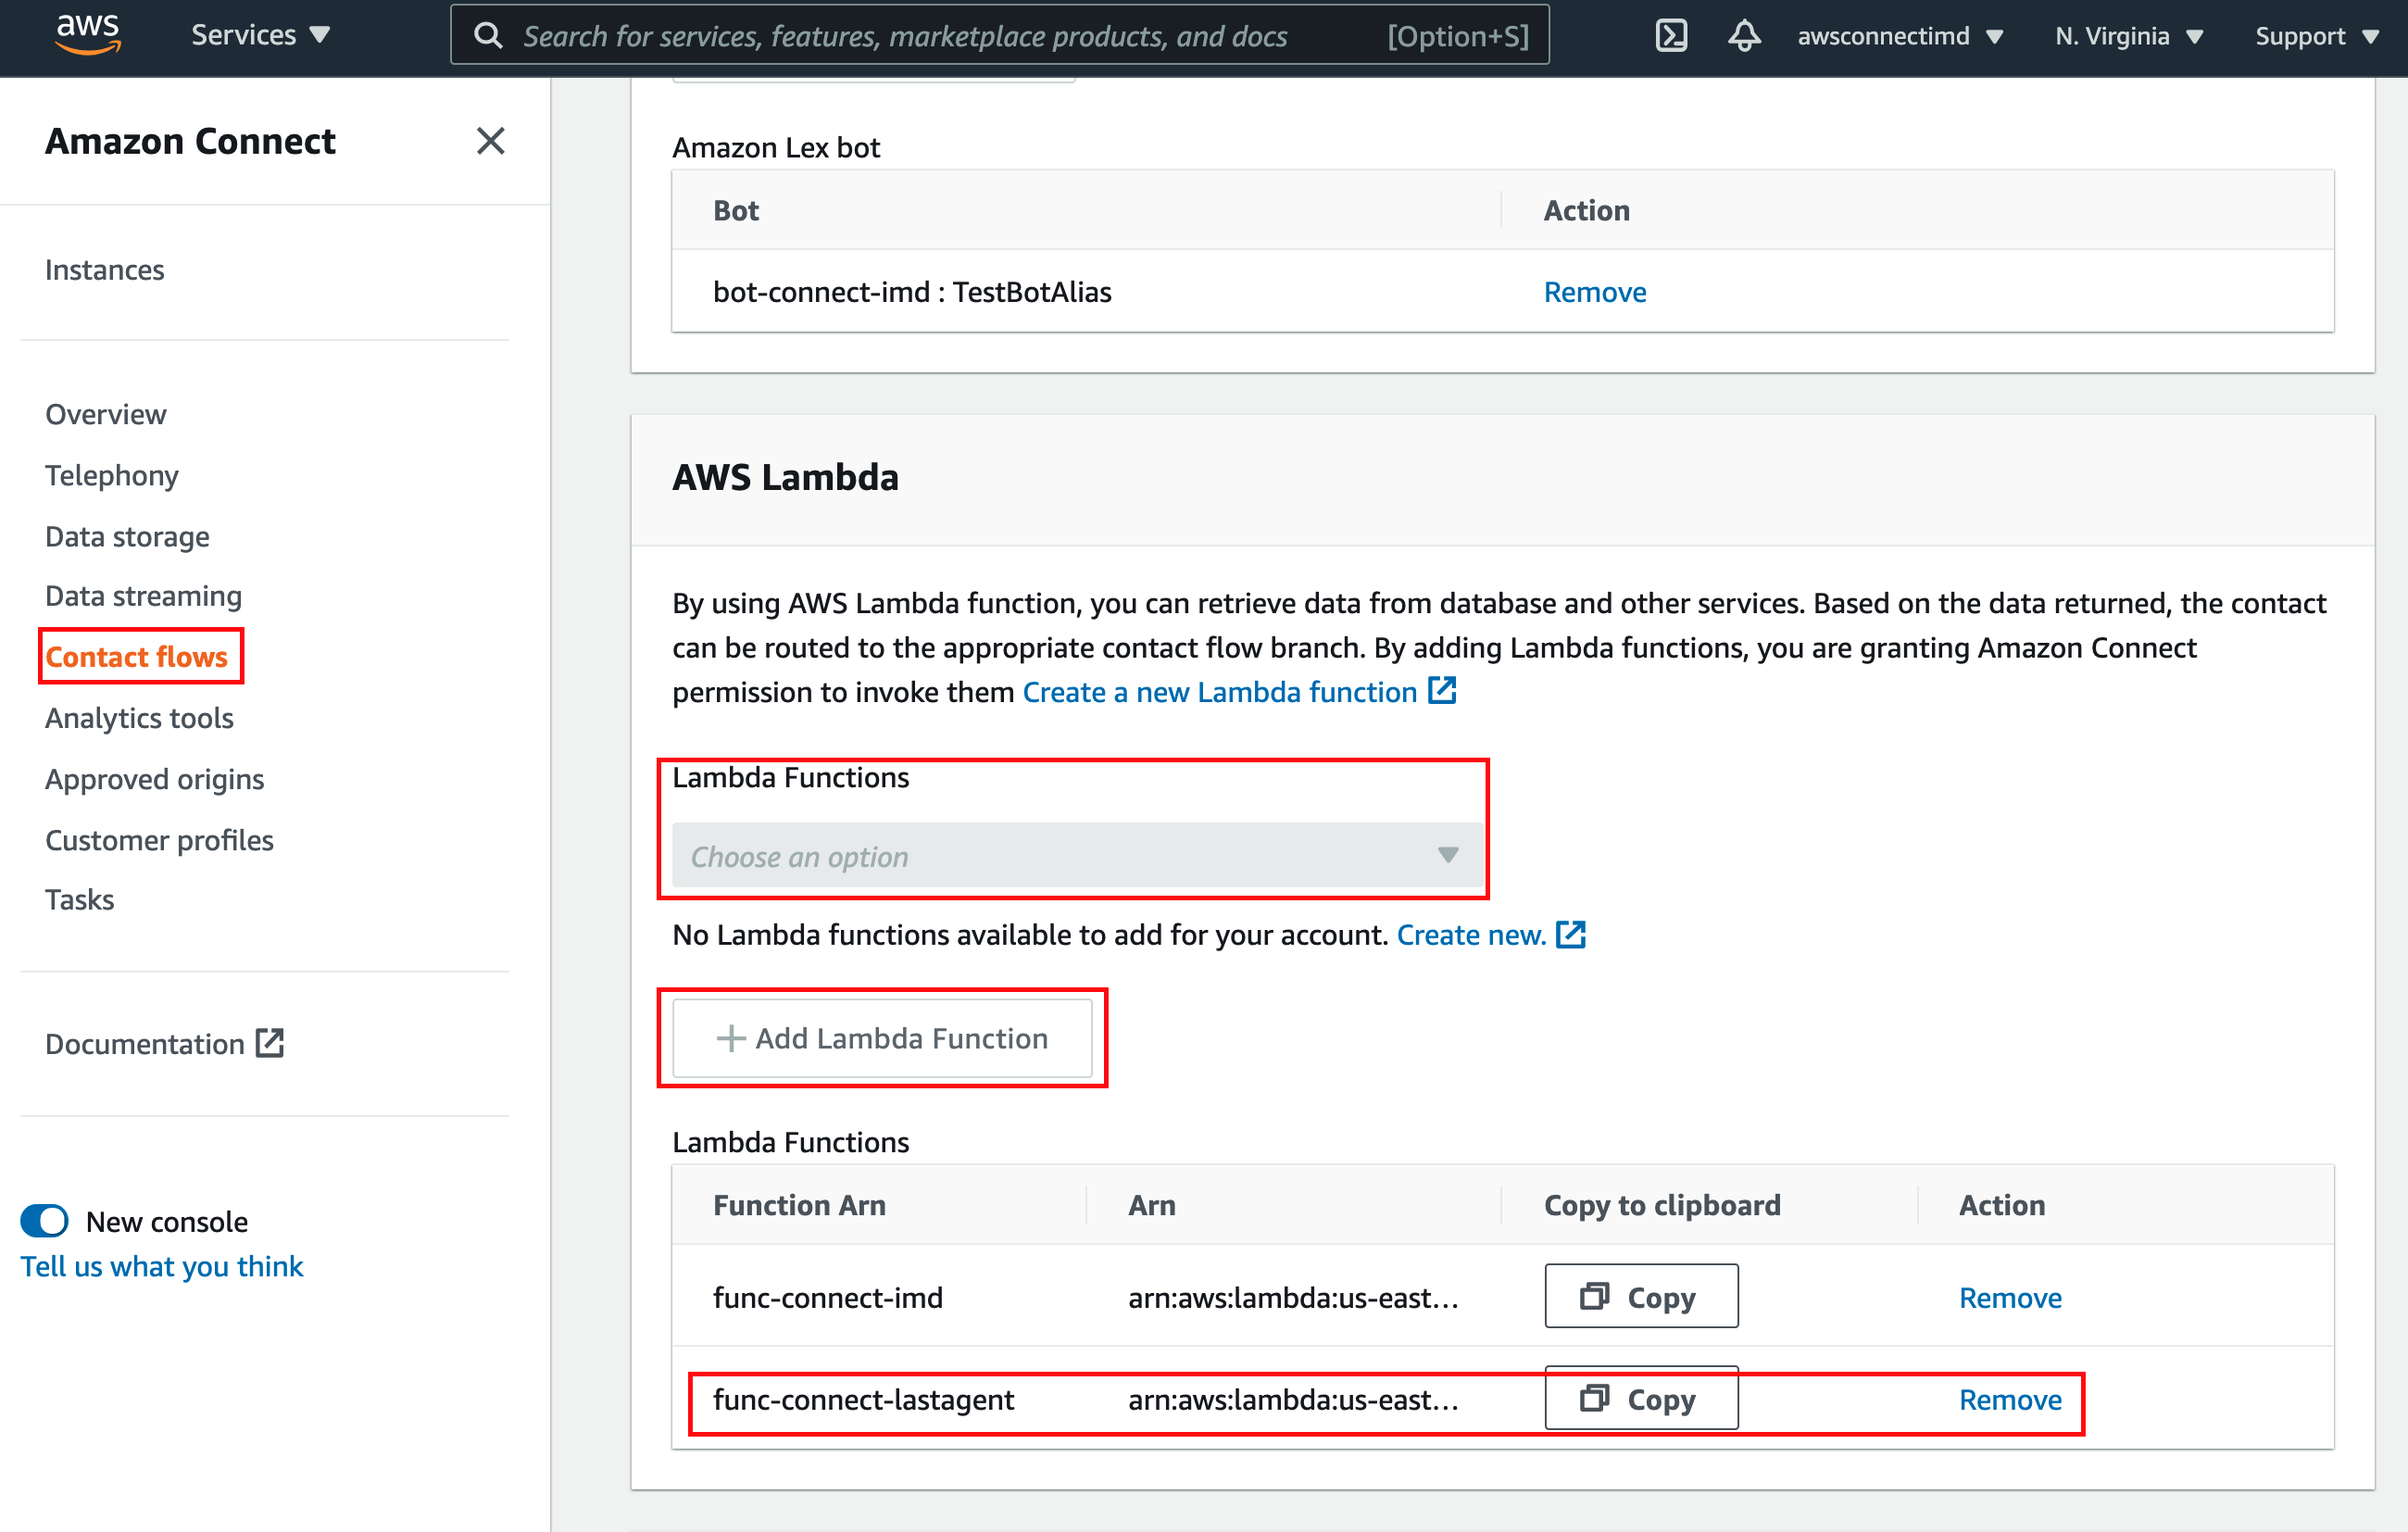 aws
Services
Search for services, features, marketplace products, and docs
[Option+S]
awsconnectimd
N. Virginia
Support
Amazon Connect
Instances
Overview
Telephony
Data storage
Data streaming
Contact flows
Analytics tools
Approved origins
Customer profiles
Tasks
Documentation
New console
Tell us what you think
Amazon Lex bot
Bot Action
bot-connect-imd : TestBotAlias Remove
AWS Lambda
By using AWS Lambda function, you can retrieve data from database and other services. Based on the data returned, the contact
can be routed to the appropriate contact flow branch. By adding Lambda functions, you are granting Amazon Connect
permission to invoke them Create a new Lambda function
Lambda Functions
Choose an option
No Lambda functions available to add for your account. Create new.
Add Lambda Function
Lambda Functions
Function Arn Arn Copy to clipboard Action
func-connect-imd arn:aws:lambda:us-east... Copy Remove
func-connect-lastagent arn:aws:lambda:us-east... Copy Remove